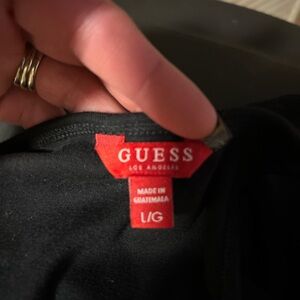 GUESS
LOS ANGELES
MADE IN
GUATEMALA
L/G